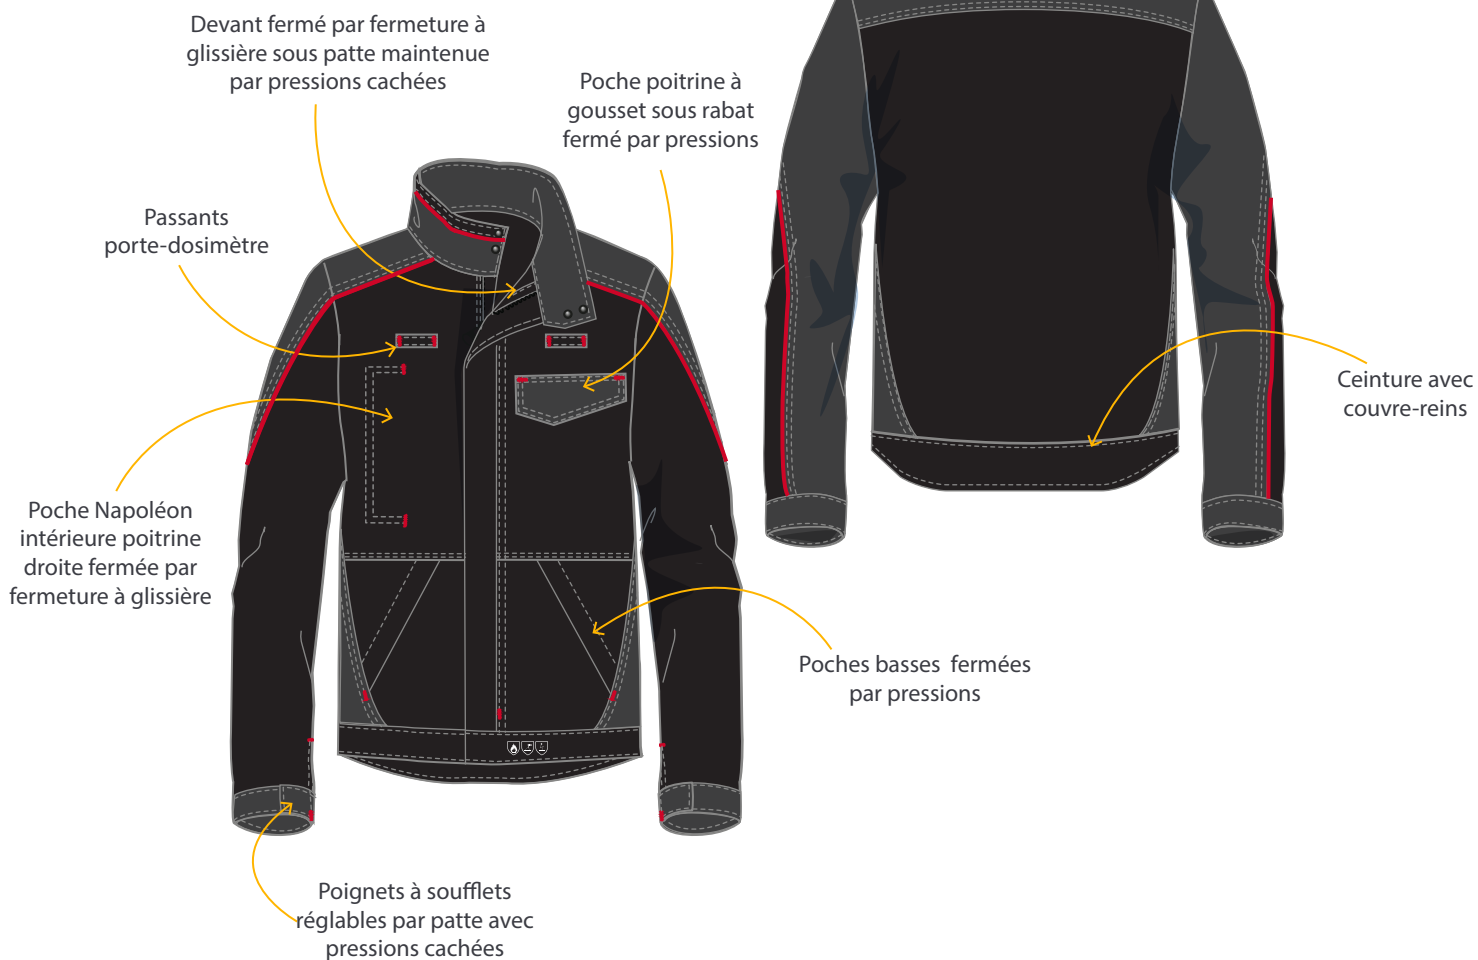 Devant fermé par fermeture à
glissière sous patte maintenue
par pressions cachées
Poche poitrine à
gousset sous rabat
fermé par pressions
Passants
porte-dosimètre
Ceinture avec
couvre-reins
Poche Napoléon
intérieure poitrine
droite fermée par
fermeture à glissière
Poches basses  fermées
par pressions
Poignets à soufflets
réglables par patte avec
pressions cachées